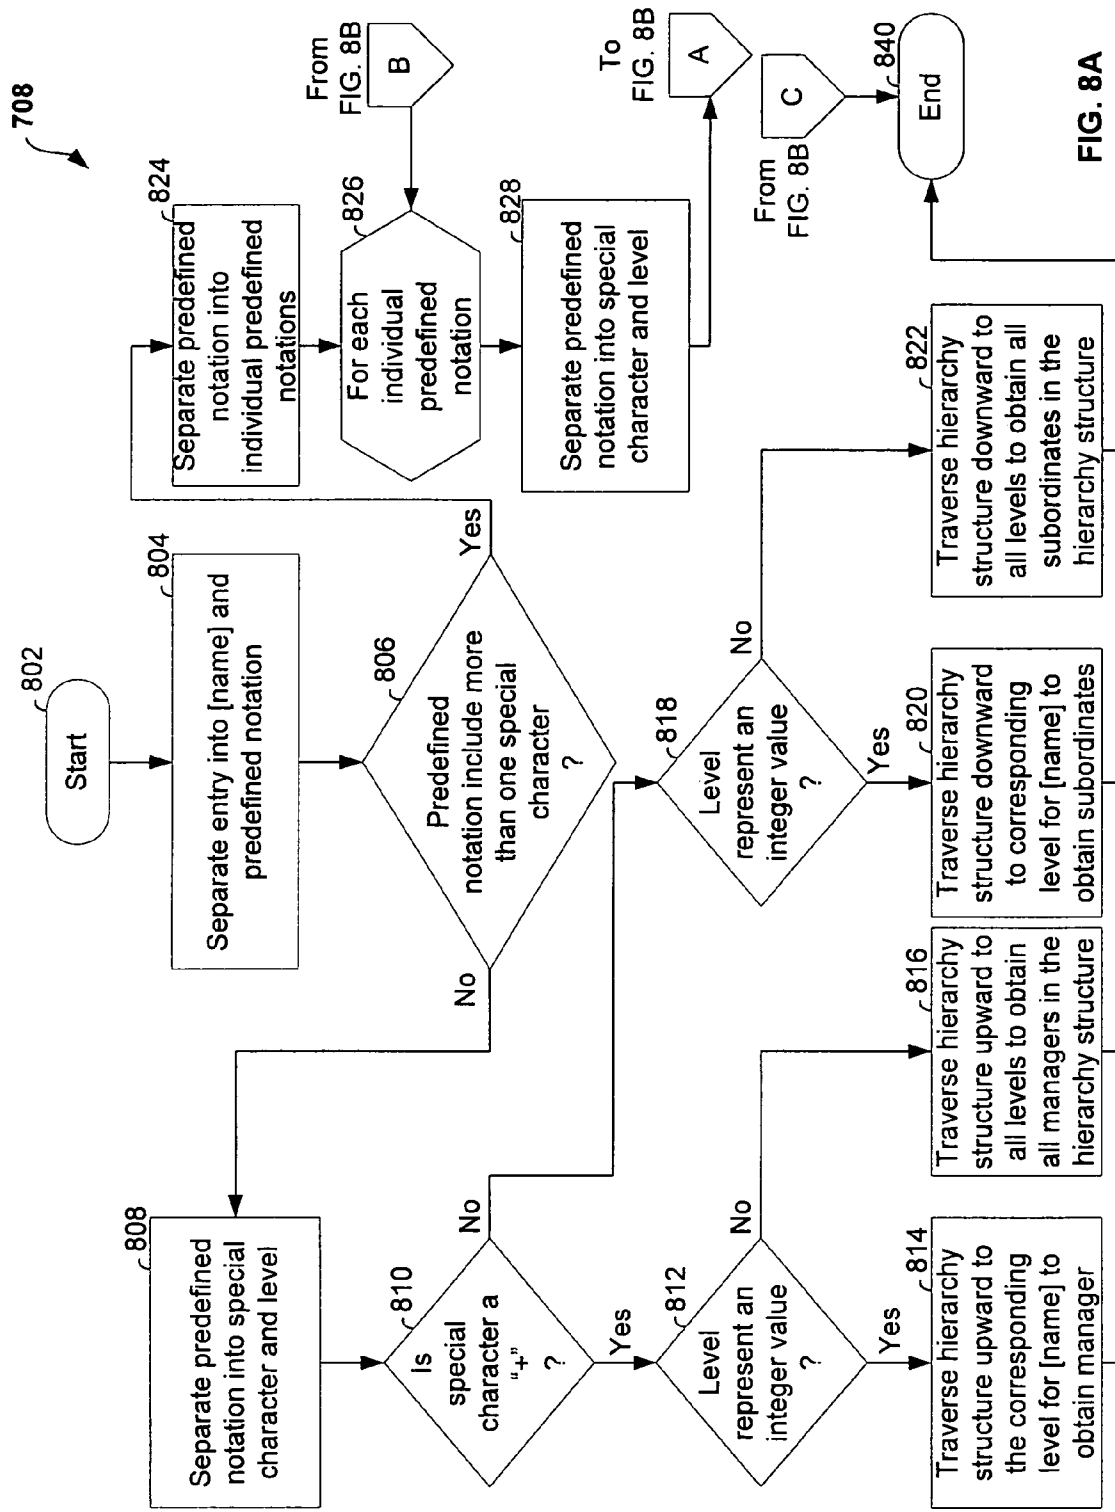 708
802
Start
804
Separate entry into [name] and
predefined notation
806
Predefined
notation include more
than one special
character
?
No
Yes
808
Separate predefined
notation into special
character and level
810
Is
special
character a
"+"
?
No
Yes
812
Level
represent an
integer value
?
No
Yes
814
Traverse hierarchy
structure upward to
the corresponding
level for [name] to
obtain manager
816
Traverse hierarchy
structure upward to
all levels to obtain
all managers in the
hierarchy structure
818
Level
represent an
integer value
?
No
Yes
820
Traverse hierarchy
structure downward
to corresponding
level for [name] to
obtain subordinates
822
Traverse hierarchy
structure downward to
all levels to obtain all
subordinates in the
hierarchy structure
824
Separate predefined
notation into
individual predefined
notations
From
FIG. 8B
B
826
For each
individual
predefined
notation
828
Separate predefined
notation into special
character and level
To
FIG. 8B
A
From
FIG. 8B
C
840
End
FIG. 8A